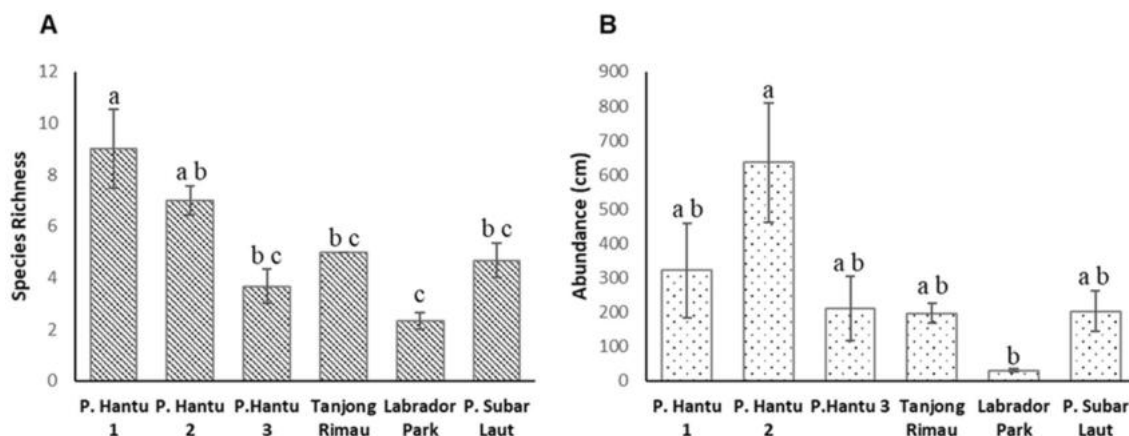 A
Species Richness
12
10
8
6
4
2
0
a
a b
b c
b c
c
b c
P. Hantu 1
P. Hantu 2
P.Hantu 3
Tanjong Rimau
Labrador Park
P. Subar Laut
B
Abundance (cm)
900
800
700
600
500
400
300
200
100
0
a b
a
a b
a b
b
a b
P. Hantu 1
P. Hantu 2
P.Hantu 3
Tanjong Rimau
Labrador Park
P. Subar Laut